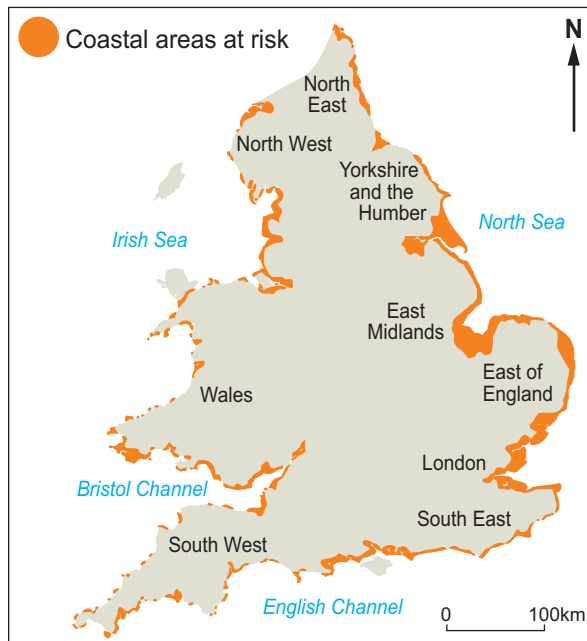 Coastal areas at risk
N
North
East
North West
Yorkshire
and the
Humber
North Sea
Irish Sea
East
Midlands
East of
England
Wales
London
Bristol Channel
South East
South West
English Channel
0 100km